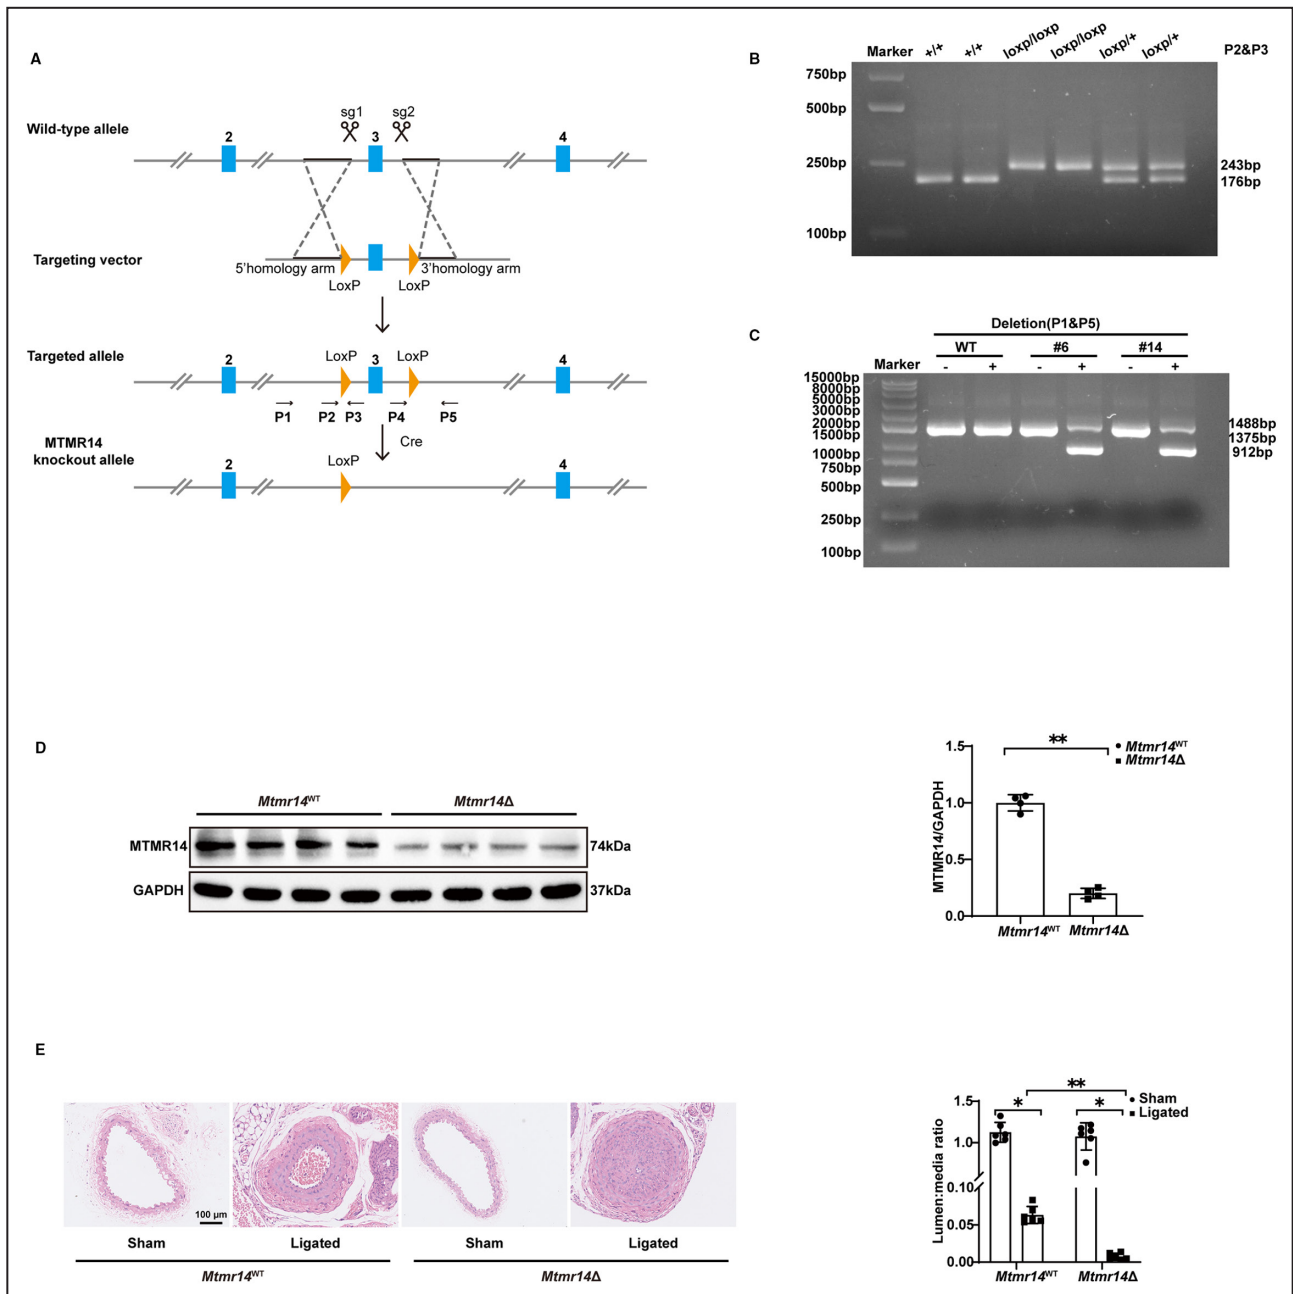 A
sg1 sg2
Wild-type allele
2 3 4
Targeting vector
5'homology arm 3'homology arm
LoxP LoxP
Targeted allele
LoxP LoxP
2 3 4
P1 P2 P3 P4 P5
Cre
MTMR14
knockout allele
LoxP
2 4
B
Marker +/+ +/+ loxp/loxp loxp/loxp loxp/+ loxp/+ P2&P3
750bp
500bp
250bp
100bp
243bp
176bp
C
Deletion(P1&P5)
WT #6 #14
Marker - + - + - +
15000bp
8000bp
5000bp
3000bp
2000bp
1500bp
1000bp
750bp
500bp
250bp
100bp
1488bp
1375bp
912bp
D
Mtmr14WT Mtmr14Δ
MTMR14 74kDa
GAPDH 37kDa
MTMR14/GAPDH
1.5
1.0
0.5
0.0
**
Mtmr14WT
Mtmr14Δ
Mtmr14WT Mtmr14Δ
E
100 μm
Sham Ligated Sham Ligated
Mtmr14WT Mtmr14Δ
Lumen:media ratio
1.5
1.0
0.10
0.05
0.00
**
* *
Sham
Ligated
Mtmr14WT Mtmr14Δ